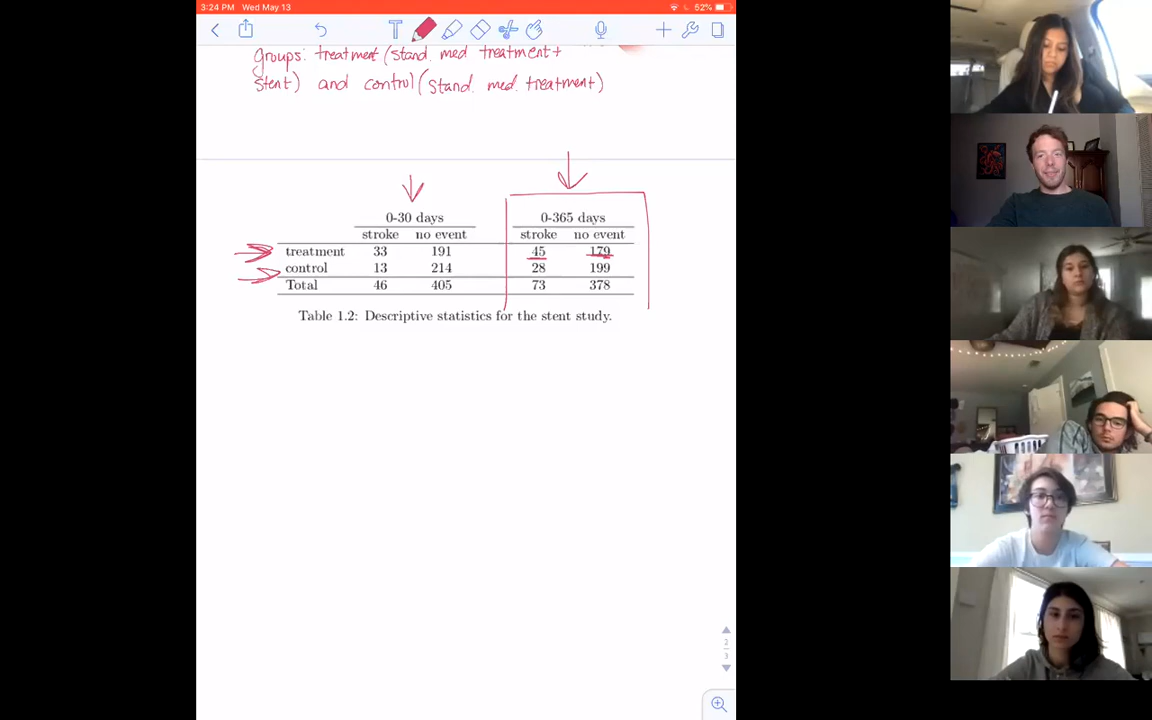 3:24 PM Wed May 13 52%
T
groups: treatment (stand. med treatment +
stent) and control (stand. med. treatment)
0-30 days 0-365 days
stroke no event stroke no event
treatment 33 191 45 179
control 13 214 28 199
Total 46 405 73 378
Table 1.2: Descriptive statistics for the stent study.
2
3